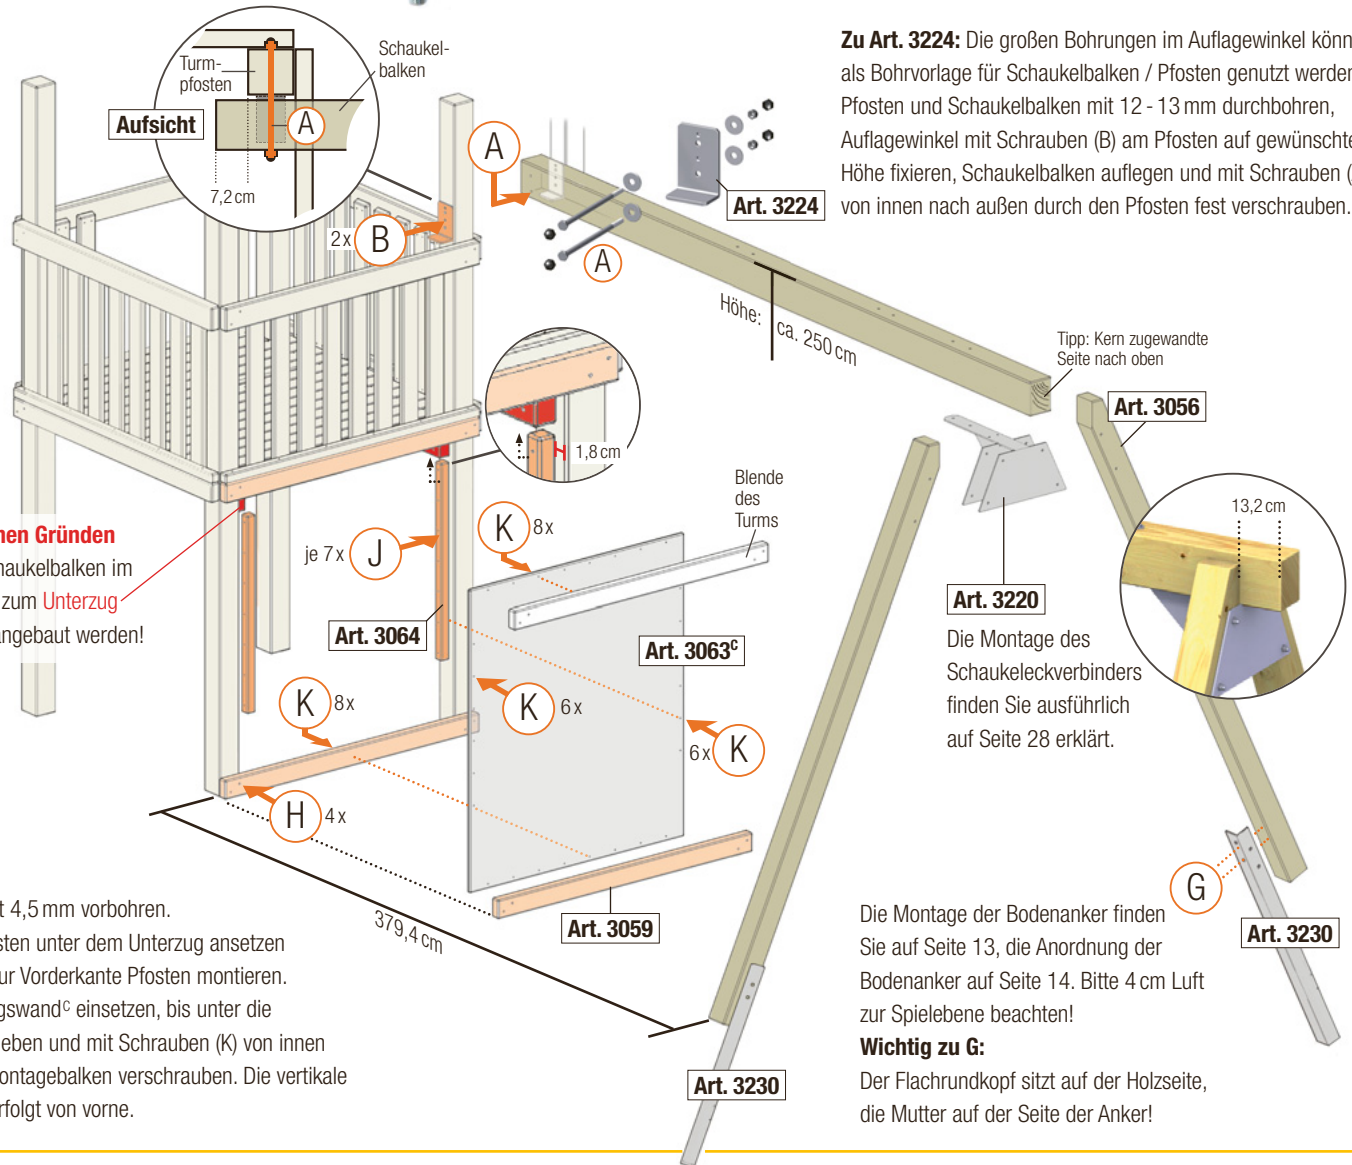 Zu Art. 3224: Die großen Bohrungen im Auflagewinkel könn
als Bohrvorlage für Schaukelbalken / Pfosten genutzt werden
Pfosten und Schaukelbalken mit 12 - 13 mm durchbohren,
Auflagewinkel mit Schrauben (B) am Pfosten auf gewünschte
Höhe fixieren, Schaukelbalken auflegen und mit Schrauben (
von innen nach außen durch den Pfosten fest verschrauben.
Turm-
pfosten
Schaukel-
balken
Aufsicht
A
7,2 cm
2 x B
A
Art. 3224
A
Höhe: ca. 250 cm
Tipp: Kern zugewandte
Seite nach oben
Art. 3056
1,8 cm
13,2 cm
Blende
des
Turms
K 8x
je 7 x J
Art. 3064
Art. 3063c
nen Gründen
haukelbalken im
zum Unterzug
angebaut werden!
Art. 3220
Die Montage des
Schaukeleckverbinders
finden Sie ausführlich
auf Seite 28 erklärt.
K 8x
K 6x
6 x K
H 4 x
379,4 cm
Art. 3059
G
Art. 3230
t 4,5 mm vorbohren.
sten unter dem Unterzug ansetzen
ur Vorderkante Pfosten montieren.
gswandc einsetzen, bis unter die
eben und mit Schrauben (K) von innen
ontagebalken verschrauben. Die vertikale
rfolgt von vorne.
Die Montage der Bodenanker finden
Sie auf Seite 13, die Anordnung der
Bodenanker auf Seite 14. Bitte 4 cm Luft
zur Spielebene beachten!
Wichtig zu G:
Der Flachrundkopf sitzt auf der Holzseite,
die Mutter auf der Seite der Anker!
Art. 3230